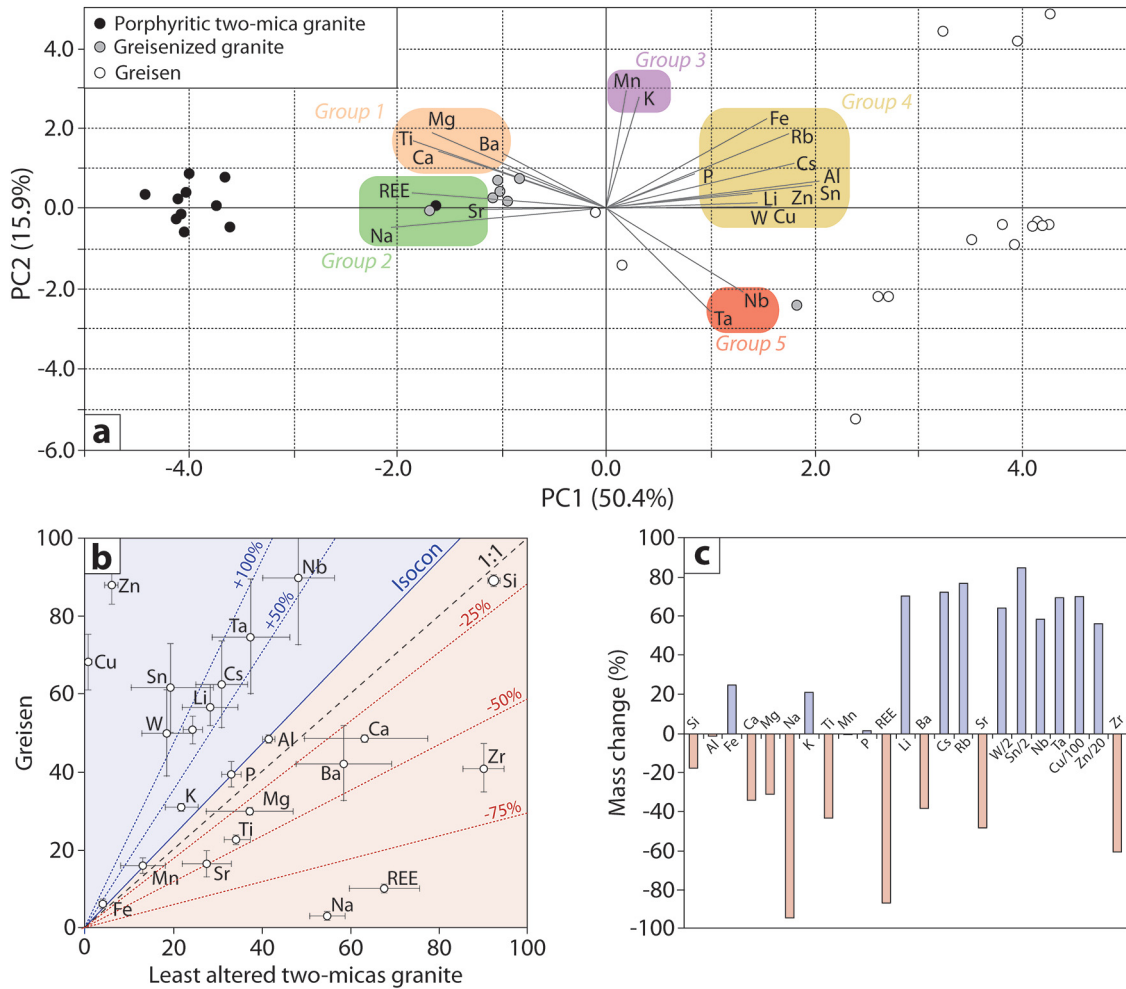 Porphyritic two-mica granite
Greisenized granite
Greisen
Group 3
Mn
K
Group 1
Mg
Ti
Ba
Ca
Group 4
Fe
Rb
Cs
P
Al
Sn
Zn
Li
W Cu
REE
Sr
Na
Group 2
Nb
Ta
Group 5
4.0
2.0
0.0
-2.0
-4.0
-6.0
PC2 (15.9%)
a
-4.0 -2.0 0.0 2.0 4.0
PC1 (50.4%)
b
100
80
60
40
20
0
Greisen
+100%
+50%
Isocon
1:1
-25%
-50%
-75%
Zn
Nb
Si
Ta
Cu
Sn
Cs
Li
W
Al
Ca
P
Ba
Zr
K
Mg
Ti
Mn
Sr
REE
Fe
Na
0 20 40 60 80 100
Least altered two-micas granite
c
100
80
60
40
20
0
-20
-40
-60
-80
-100
Mass change (%)
Si
Al
Fe
Ca
Mg
Na
K
Ti
Mn
P
REE
Li
Ba
Cs
Rb
Sr
W/2
Sn/2
Nb
Ta
Cu/100
Zn/20
Zr